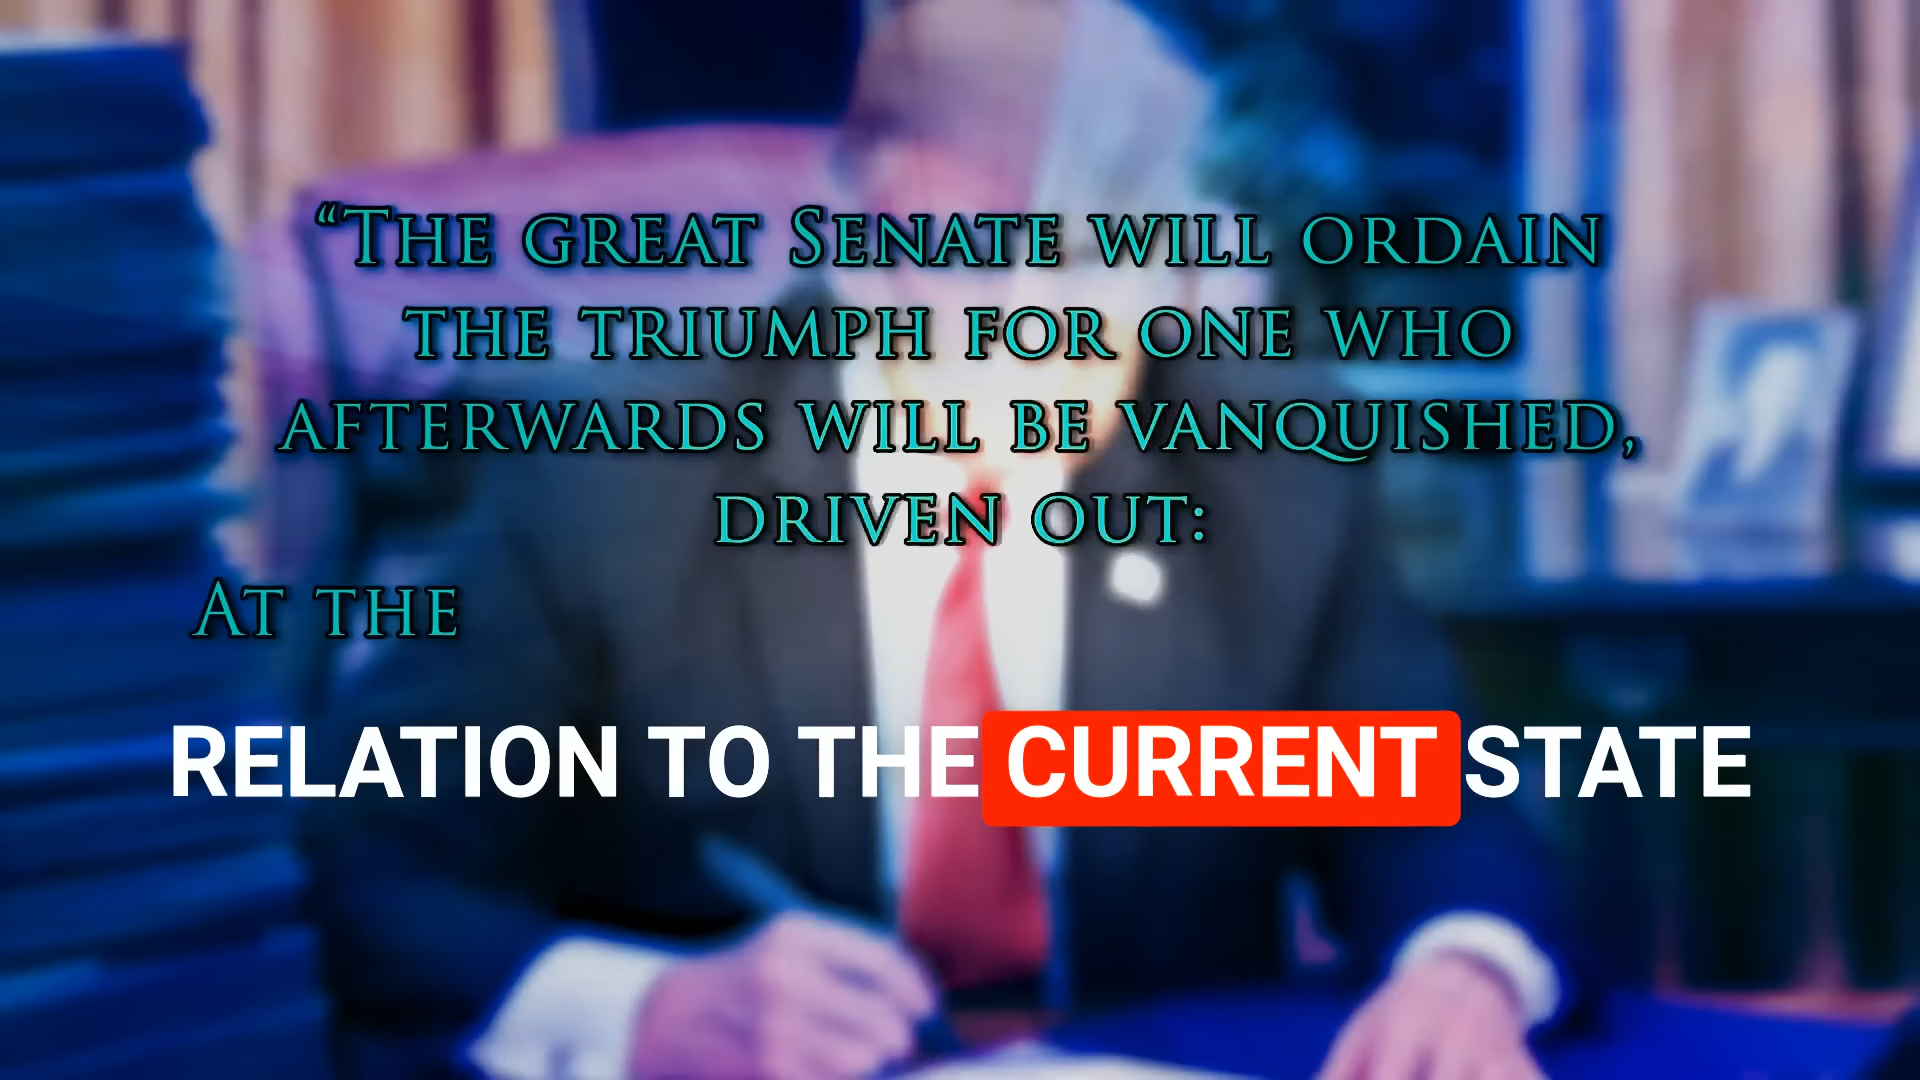 “The great Senate will ordain
the triumph for one who
afterwards will be vanquished,
driven out:
At the
RELATION TO THE CURRENT STATE